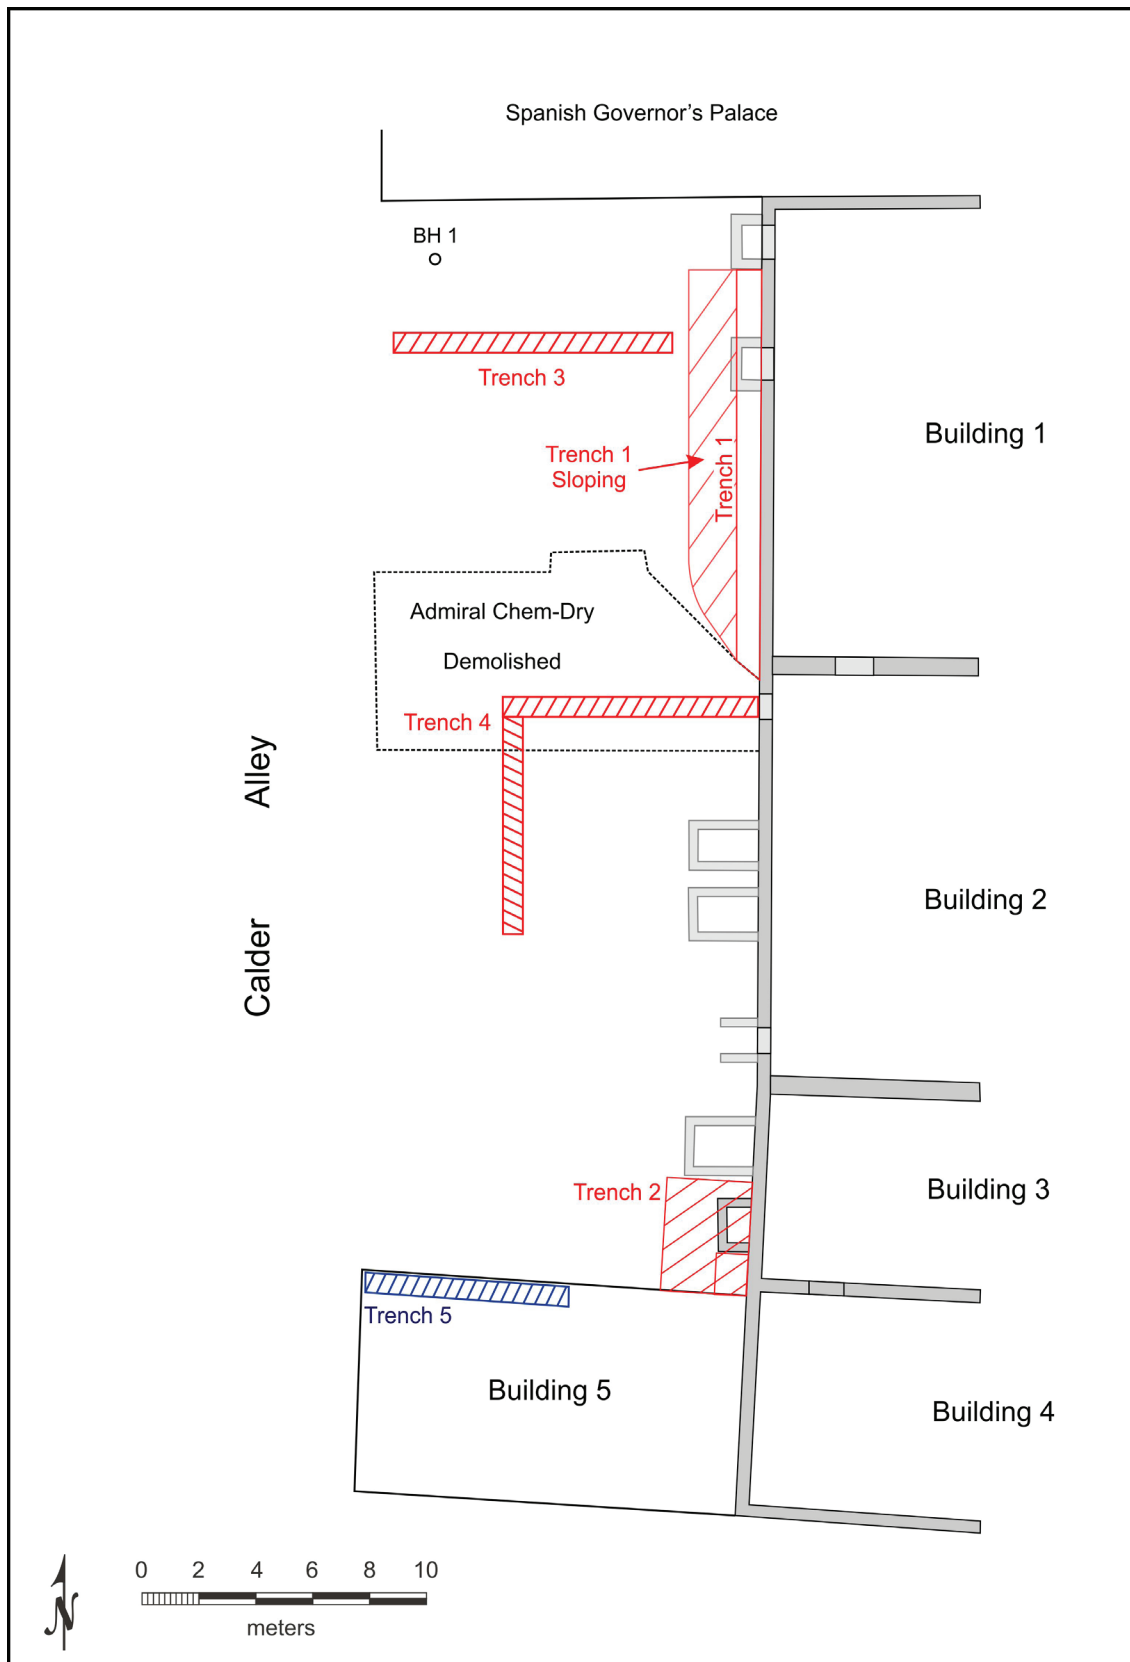 Spanish Governor's Palace
BH 1
Trench 3
Building 1
Trench 1
Sloping
Trench 1
Admiral Chem-Dry
Demolished
Trench 4
Calder Alley
Building 2
Trench 2
Building 3
Trench 5
Building 5
Building 4
N
0 2 4 6 8 10
meters